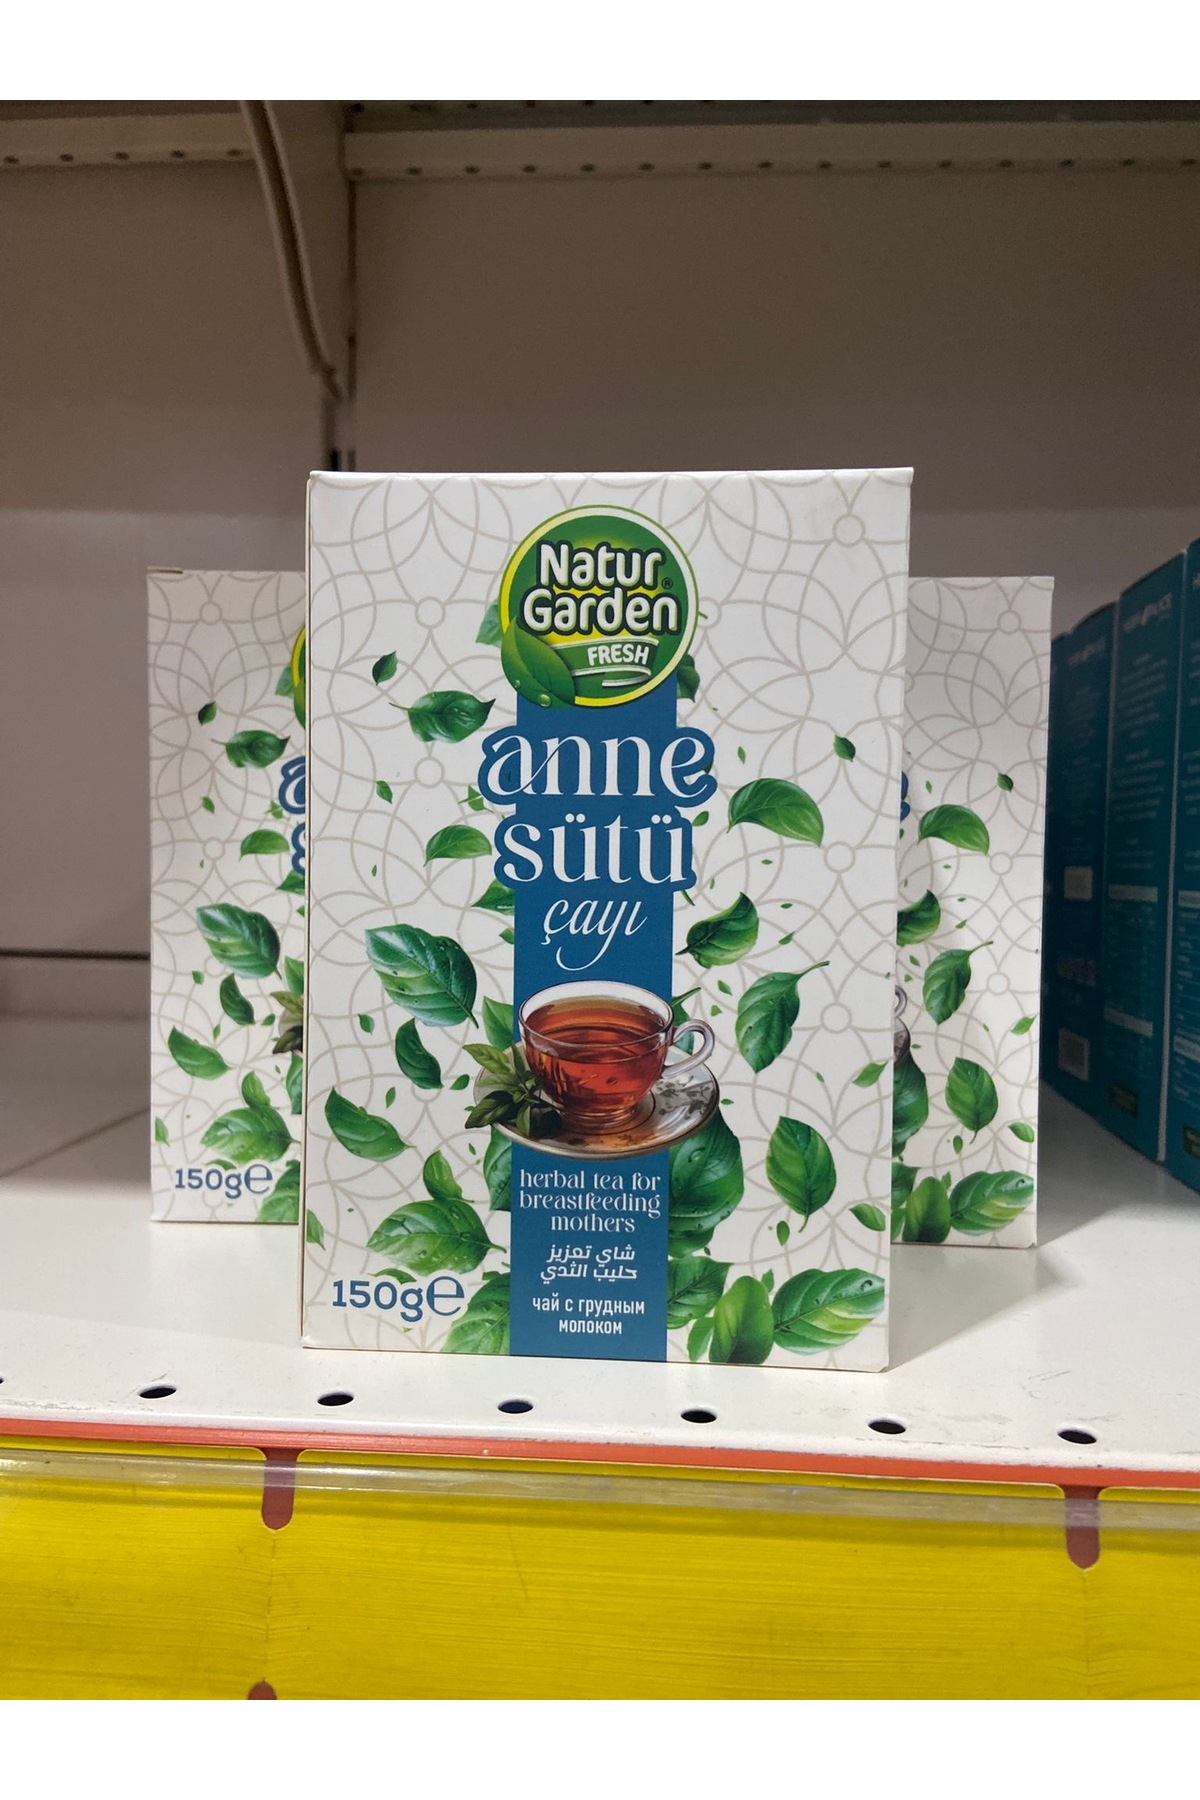 Natur
Garden®
FRESH
anne
sütü
çayı
herbal tea for
breastfeeding
mothers
شاي تعزيز
حليب الثدي
чай с грудным
молоком
150g℮
150g℮